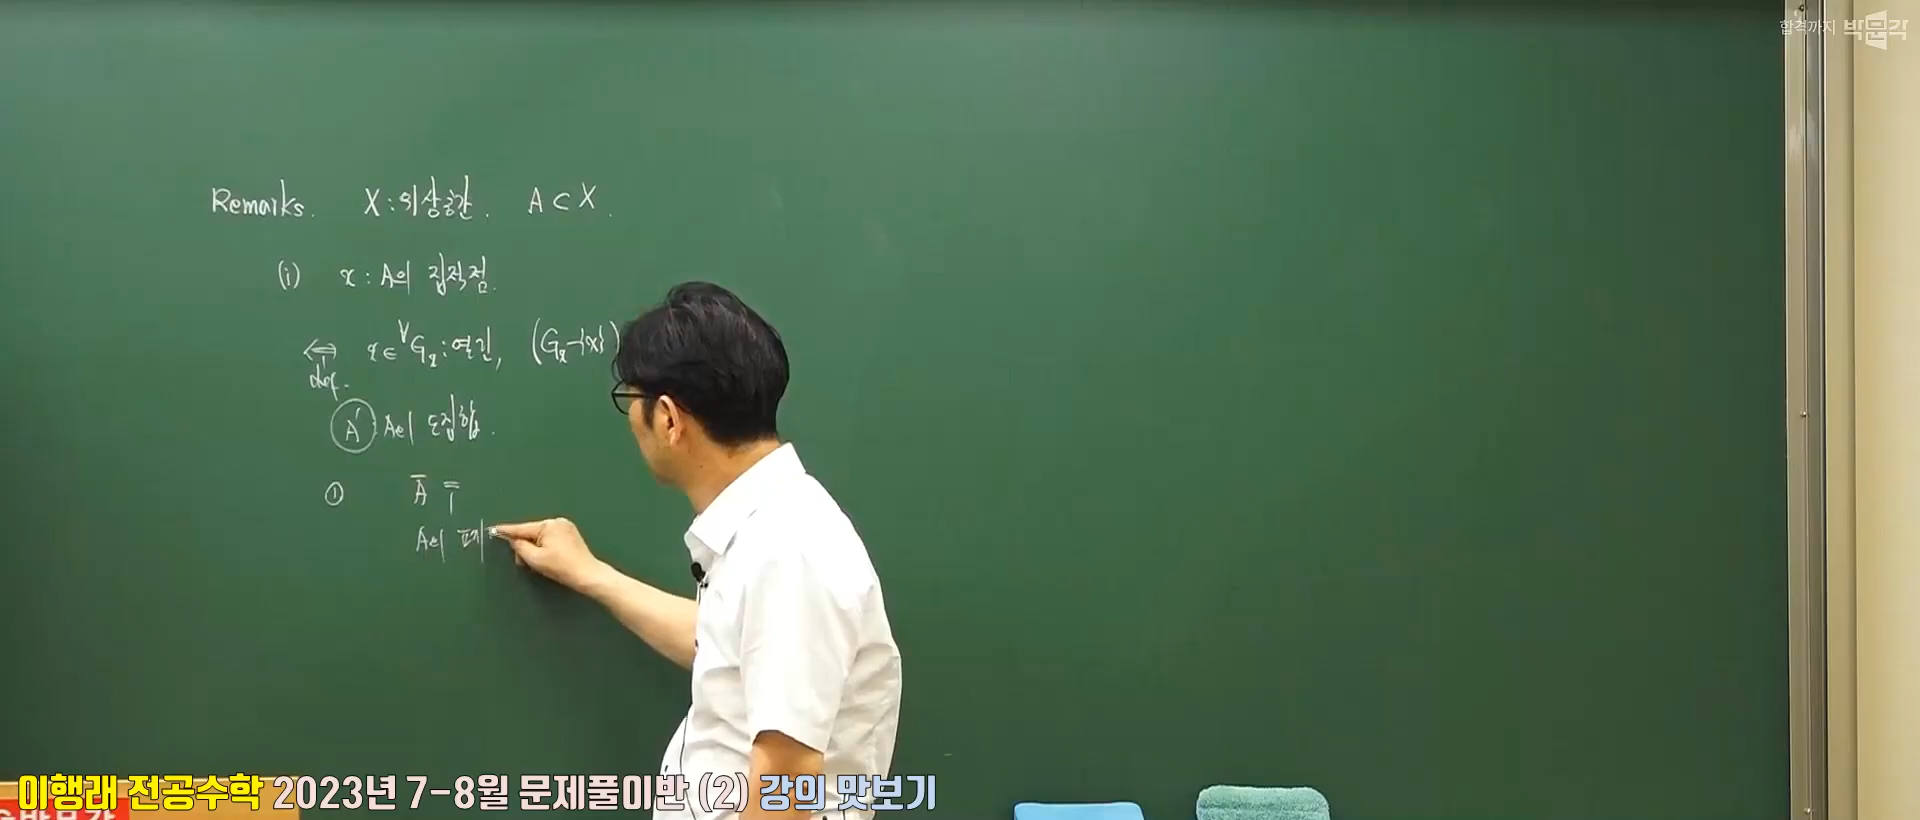 합격까지 박문각
Remarks. X : 위상공간. A ⊂ X.
(i) x : A의 집적점.
⇔ x ∈ ∀G_x : 열린, (G_x-{x})
def.
A' : A의 도집합.
① Ā =
A의 폐
이행래 전공수학 2023년 7-8월 문제풀이반 (2) 강의 맛보기